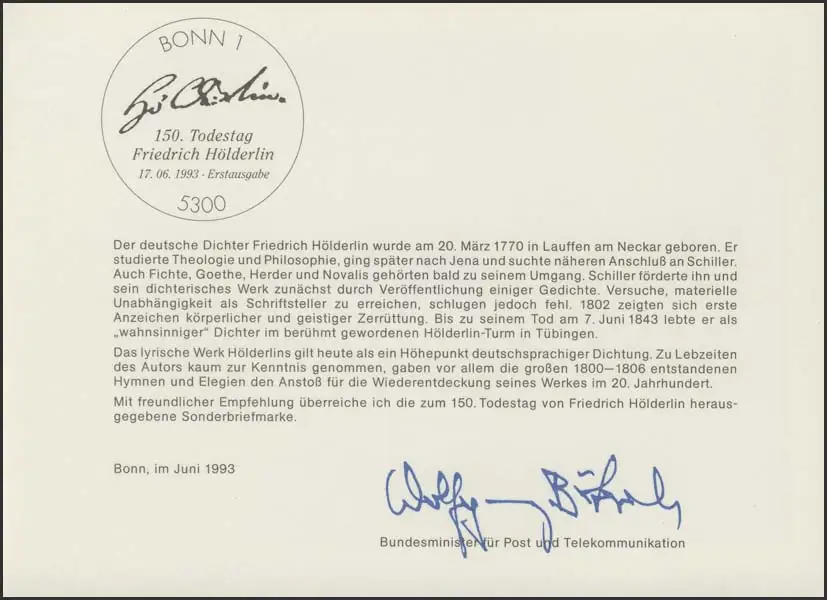 BONN 1
Hölderlin.
150. Todestag
Friedrich Hölderlin
17. 06. 1993 · Erstausgabe
5300
Der deutsche Dichter Friedrich Hölderlin wurde am 20. März 1770 in Lauffen am Neckar geboren. Er
studierte Theologie und Philosophie, ging später nach Jena und suchte näheren Anschluß an Schiller.
Auch Fichte, Goethe, Herder und Novalis gehörten bald zu seinem Umgang. Schiller förderte ihn und
sein dichterisches Werk zunächst durch Veröffentlichung einiger Gedichte. Versuche, materielle
Unabhängigkeit als Schriftsteller zu erreichen, schlugen jedoch fehl. 1802 zeigten sich erste
Anzeichen körperlicher und geistiger Zerrüttung. Bis zu seinem Tod am 7. Juni 1843 lebte er als
„wahnsinniger" Dichter im berühmt gewordenen Hölderlin-Turm in Tübingen.
Das lyrische Werk Hölderlins gilt heute als ein Höhepunkt deutschsprachiger Dichtung. Zu Lebzeiten
des Autors kaum zur Kenntnis genommen, gaben vor allem die großen 1800—1806 entstandenen
Hymnen und Elegien den Anstoß für die Wiederentdeckung seines Werkes im 20. Jahrhundert.
Mit freundlicher Empfehlung überreiche ich die zum 150. Todestag von Friedrich Hölderlin heraus-
gegebene Sonderbriefmarke.
Bonn, im Juni 1993
Wolfgang Bötsch
Bundesminister für Post und Telekommunikation